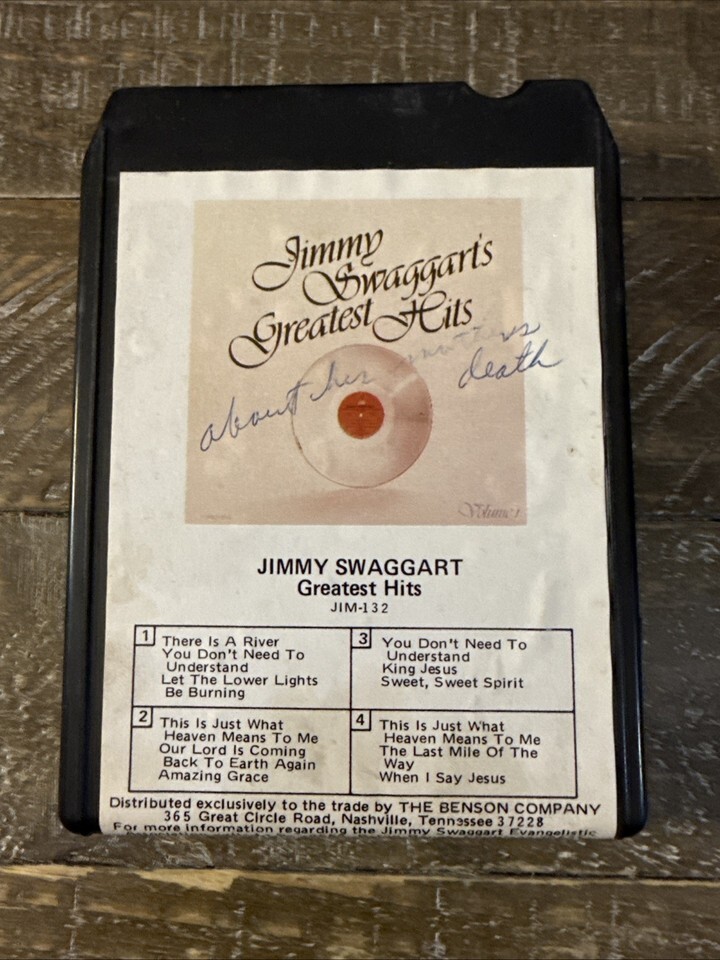 Jimmy
Swaggart's
Greatest Hits
about his mothers
death
Volume 1
JIMMY SWAGGART
Greatest Hits
JIM-132
1 There Is A River
You Don't Need To
Understand
Let The Lower Lights
Be Burning
3 You Don't Need To
Understand
King Jesus
Sweet, Sweet Spirit
2 This Is Just What
Heaven Means To Me
Our Lord Is Coming
Back To Earth Again
Amazing Grace
4 This Is Just What
Heaven Means To Me
The Last Mile Of The
Way
When I Say Jesus
Distributed exclusively to the trade by THE BENSON COMPANY
365 Great Circle Road, Nashville, Tennessee 37228
For more information regarding the Jimmy Swaggart Evangelistic